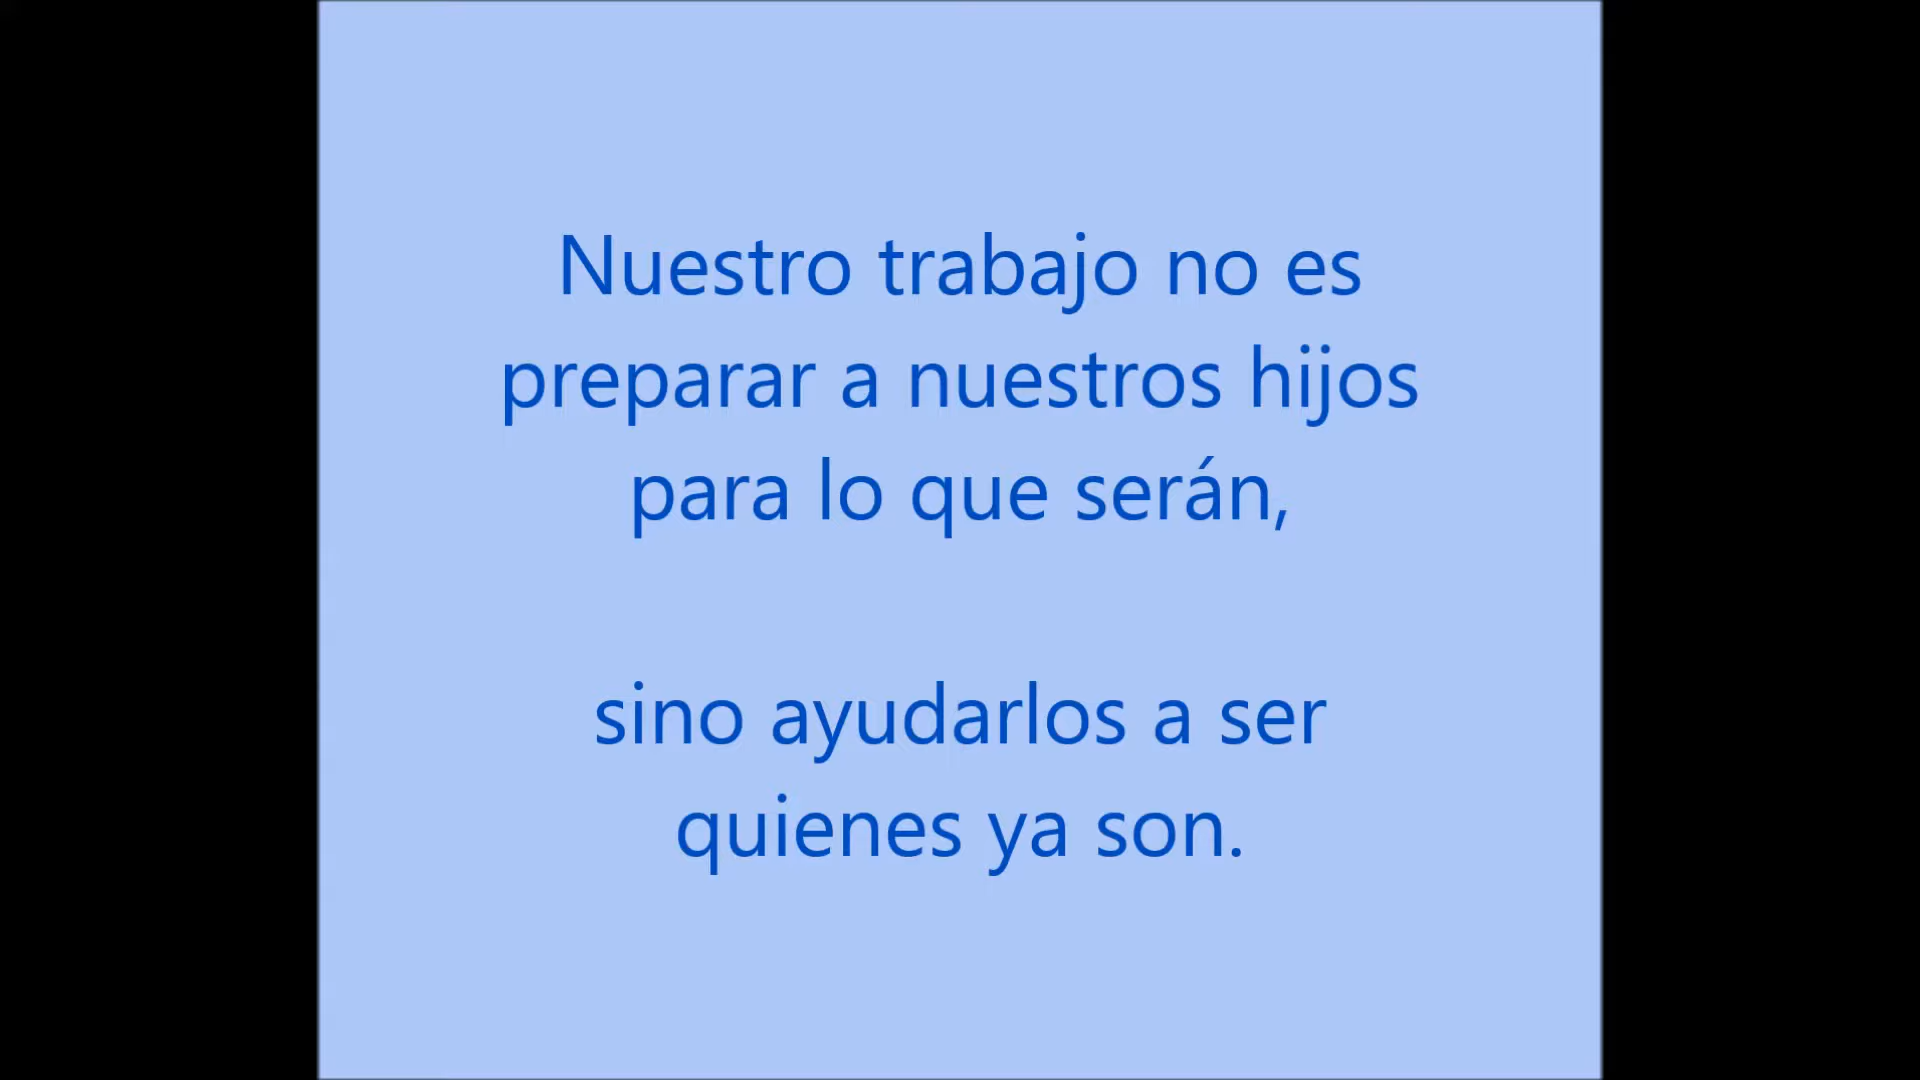 Nuestro trabajo no es
preparar a nuestros hijos
para lo que serán,
sino ayudarlos a ser
quienes ya son.